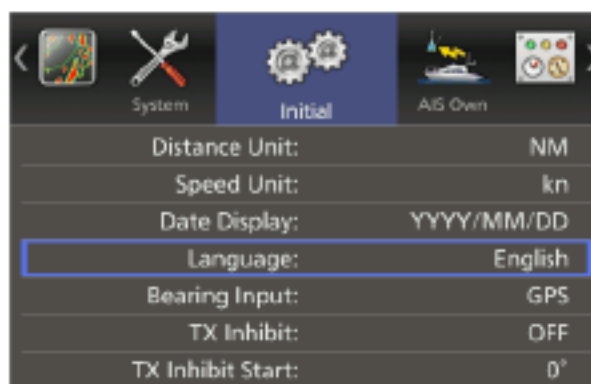 System
Initial
AIS Own
Distance Unit: NM
Speed Unit: kn
Date Display: YYYY/MM/DD
Language: English
Bearing Input: GPS
TX Inhibit: OFF
TX Inhibit Start: 0°